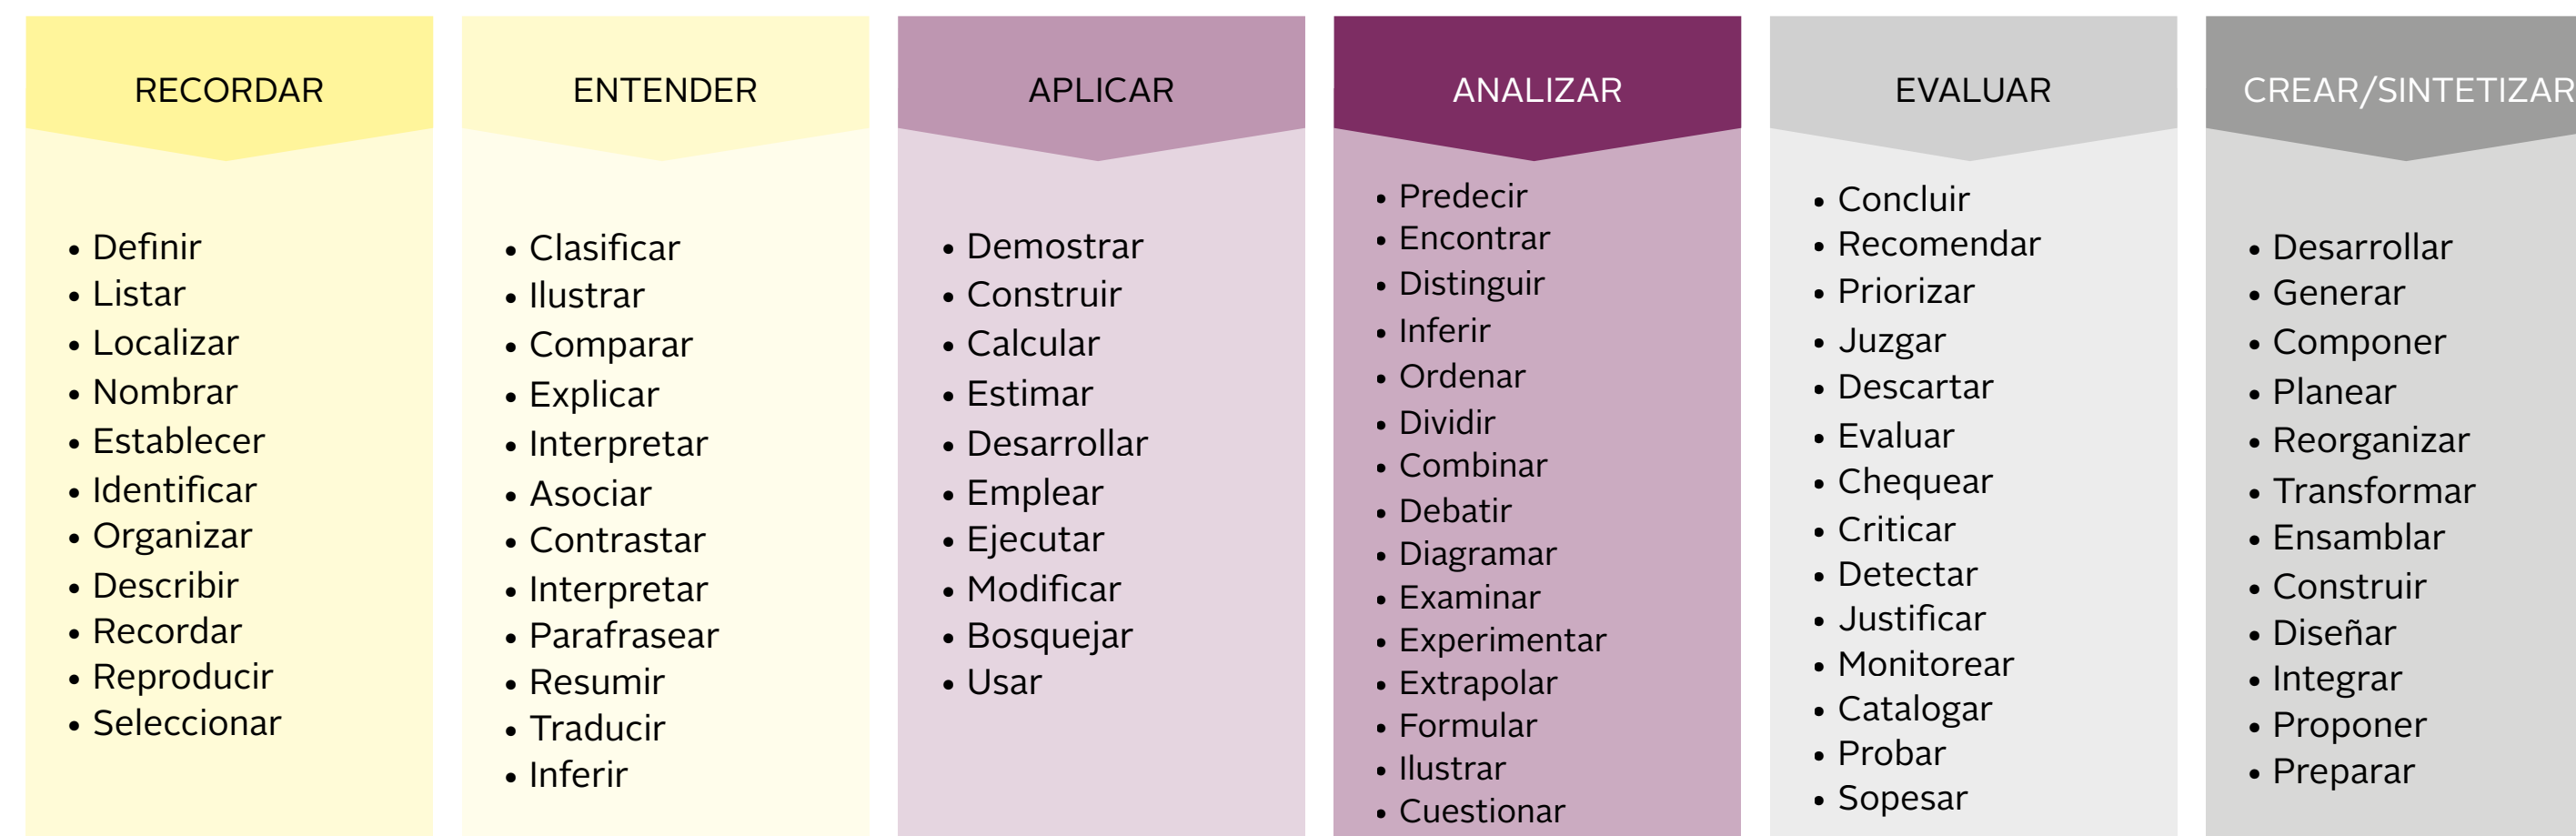 RECORDAR
• Definir
• Listar
• Localizar
• Nombrar
• Establecer
• Identificar
• Organizar
• Describir
• Recordar
• Reproducir
• Seleccionar
ENTENDER
• Clasificar
• Ilustrar
• Comparar
• Explicar
• Interpretar
• Asociar
• Contrastar
• Interpretar
• Parafrasear
• Resumir
• Traducir
• Inferir
APLICAR
• Demostrar
• Construir
• Calcular
• Estimar
• Desarrollar
• Emplear
• Ejecutar
• Modificar
• Bosquejar
• Usar
ANALIZAR
• Predecir
• Encontrar
• Distinguir
• Inferir
• Ordenar
• Dividir
• Combinar
• Debatir
• Diagramar
• Examinar
• Experimentar
• Extrapolar
• Formular
• Ilustrar
• Cuestionar
EVALUAR
• Concluir
• Recomendar
• Priorizar
• Juzgar
• Descartar
• Evaluar
• Chequear
• Criticar
• Detectar
• Justificar
• Monitorear
• Catalogar
• Probar
• Sopesar
CREAR/SINTETIZAR
• Desarrollar
• Generar
• Componer
• Planear
• Reorganizar
• Transformar
• Ensamblar
• Construir
• Diseñar
• Integrar
• Proponer
• Preparar